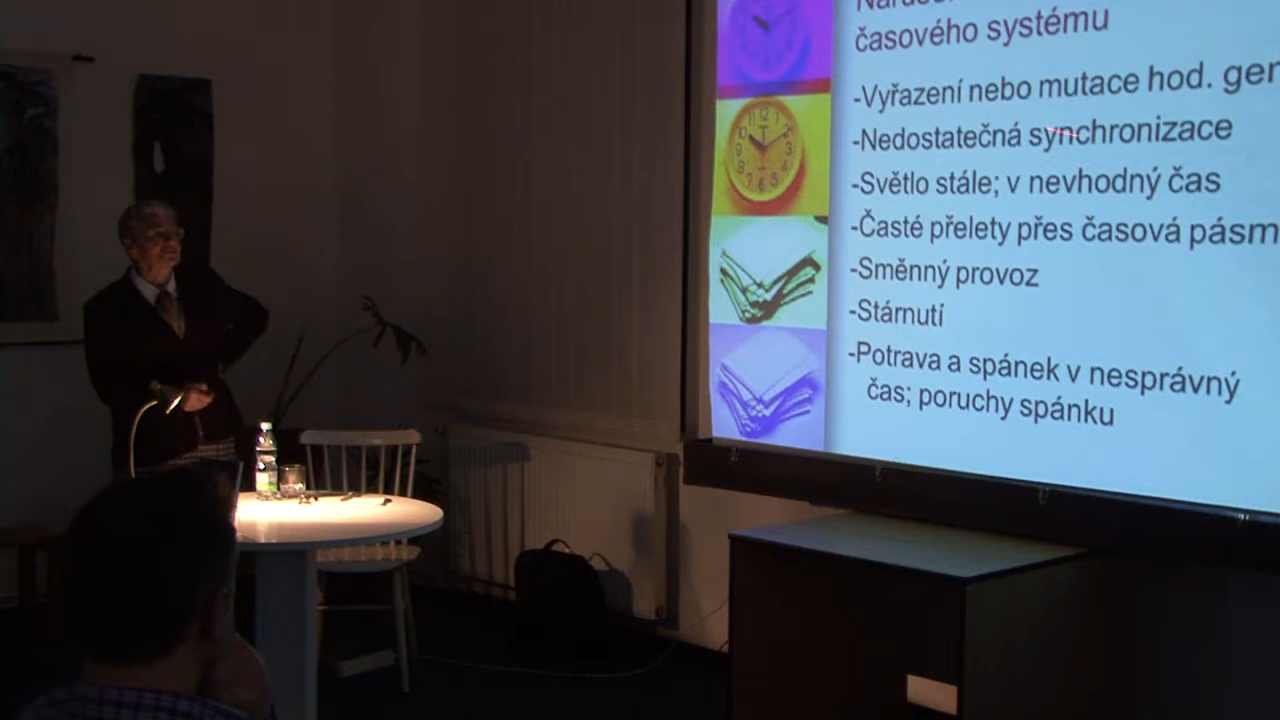 časového systému
-Vyřazení nebo mutace hod.
-Nedostatečná synchronizace
-Světlo stále; v nevhodný čas
-Časté přelety přes časová
-Směnný provoz
-Stárnutí
-Potrava a spánek v nesprávný
čas; poruchy spánku